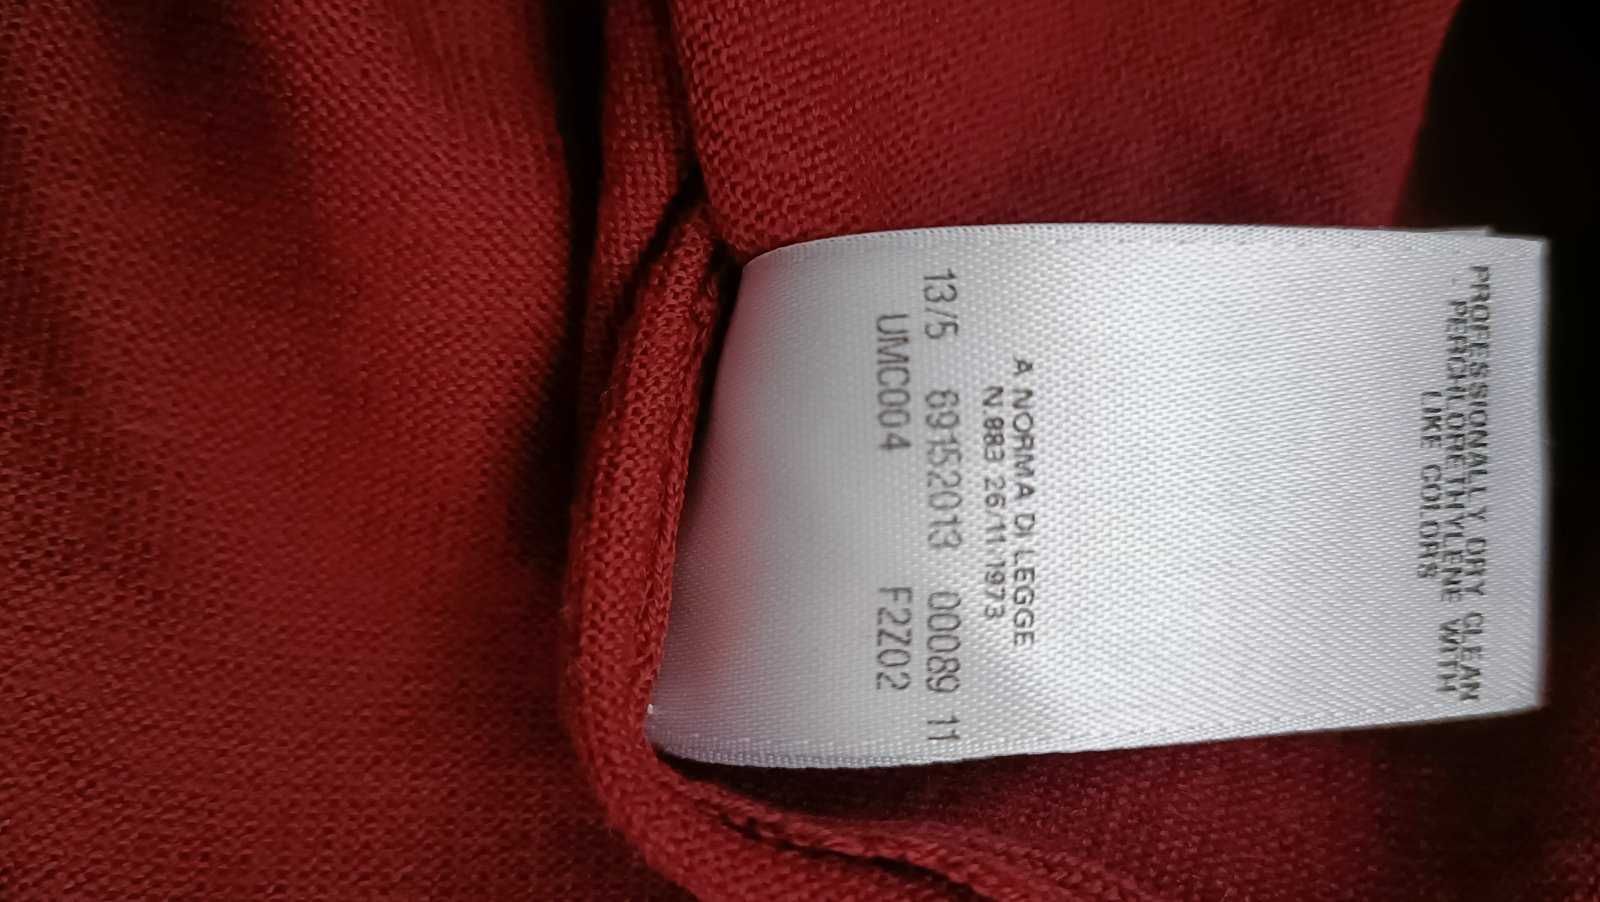 PROFESSIONALLY DRY CLEAN
- PERCHLORETHYLENE WITH
LIKE COLORS
A NORMA DI LEGGE
N.883 26/11/1973
13/5 89152013 00089 11
UMC004 F2Z02